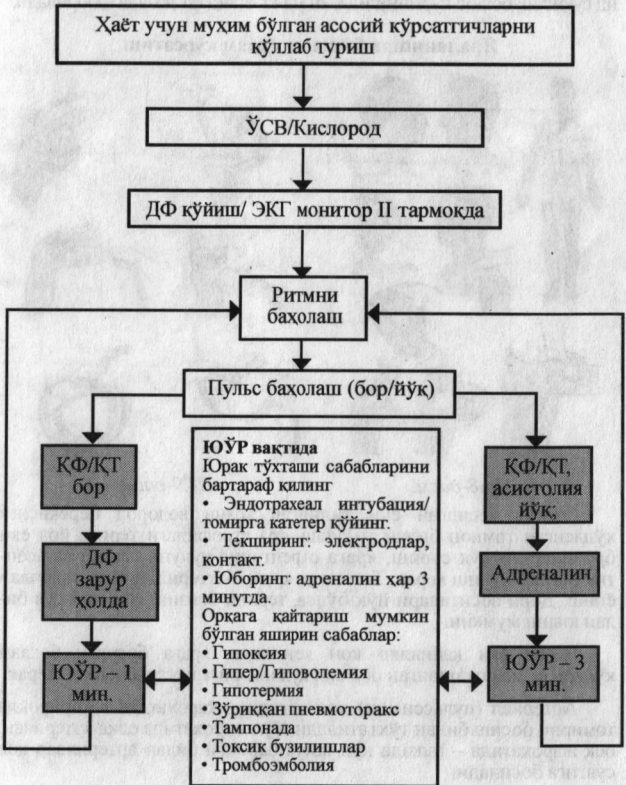 Ҳаёт учун муҳим бўлган асосий кўрсаттичларни
қўллаб туриш
ЎСВ/Кислород
ДФ қўйиш/ ЭКГ монитор II тармоқда
Ритмни
баҳолаш
Пульс баҳолаш (бор/йўқ)
ҚФ/ҚТ
бор
ДФ
зарур
ҳолда
ЮЎР – 1
мин.
ЮЎР вақтида
Юрак тўхташи сабабларини
бартараф қилинг
• Эндотрахеал интубация/
томирга катетер қўйинг.
• Текширинг: электродлар,
контакт.
• Юборинг: адреналин ҳар 3
минутда.
Орқага қайтариш мумкин
бўлган яширин сабаблар:
• Гипоксия
• Гипер/Гиповолемия
• Гипотермия
• Зўриққан пневмоторакс
• Тампонада
• Токсик бузилишлар
• Тромбоэмболия
ҚФ/ҚТ,
асистолия
йўқ;
Адреналин
ЮЎР – 3
мин.